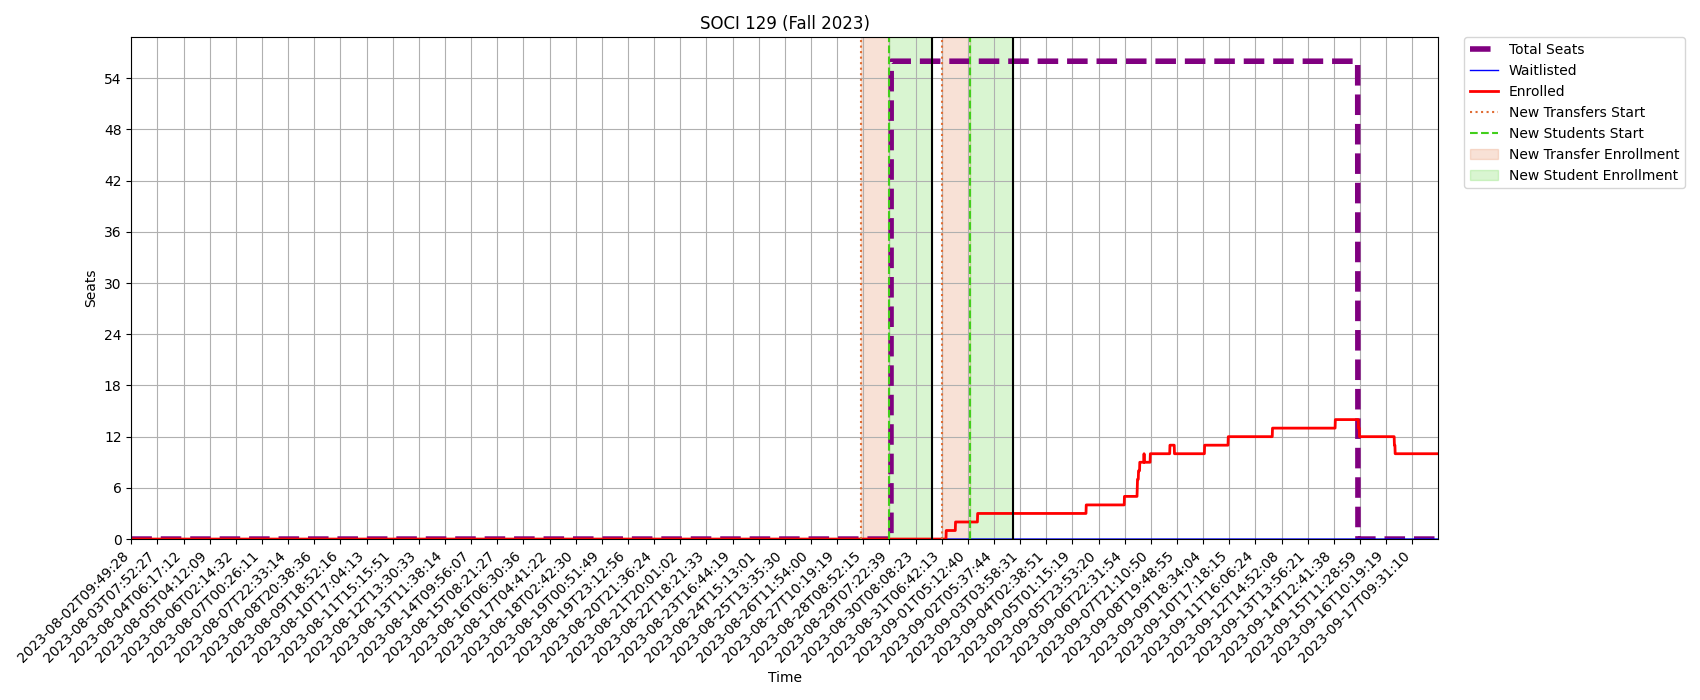 SOCI 129 (Fall 2023)
Total Seats
Waitlisted
Enrolled
New Transfers Start
New Students Start
New Transfer Enrollment
New Student Enrollment
Seats
54
48
42
36
30
24
18
12
6
0
2023-08-02T09:49:28
2023-08-03T07:52:27
2023-08-04T06:17:12
2023-08-05T04:12:09
2023-08-06T02:14:32
2023-08-07T00:26:11
2023-08-07T22:33:14
2023-08-08T20:38:36
2023-08-09T18:52:16
2023-08-10T17:04:13
2023-08-11T15:15:51
2023-08-12T13:30:33
2023-08-13T11:38:14
2023-08-14T09:56:07
2023-08-15T08:21:27
2023-08-16T06:30:36
2023-08-17T04:41:22
2023-08-18T02:42:30
2023-08-19T00:51:49
2023-08-19T23:12:56
2023-08-20T21:36:24
2023-08-21T20:01:02
2023-08-22T18:21:33
2023-08-23T16:44:19
2023-08-24T15:13:01
2023-08-25T13:35:30
2023-08-26T11:54:00
2023-08-27T10:19:19
2023-08-28T08:52:15
2023-08-29T07:22:39
2023-08-30T08:08:23
2023-08-31T06:42:13
2023-09-01T05:12:40
2023-09-02T05:37:44
2023-09-03T03:58:31
2023-09-04T02:38:51
2023-09-05T01:15:19
2023-09-05T23:53:20
2023-09-06T22:31:54
2023-09-07T21:10:50
2023-09-08T19:48:55
2023-09-09T18:34:04
2023-09-10T17:18:15
2023-09-11T16:06:24
2023-09-12T14:52:08
2023-09-13T13:56:21
2023-09-14T12:41:38
2023-09-15T11:28:59
2023-09-16T10:19:19
2023-09-17T09:31:10
Time